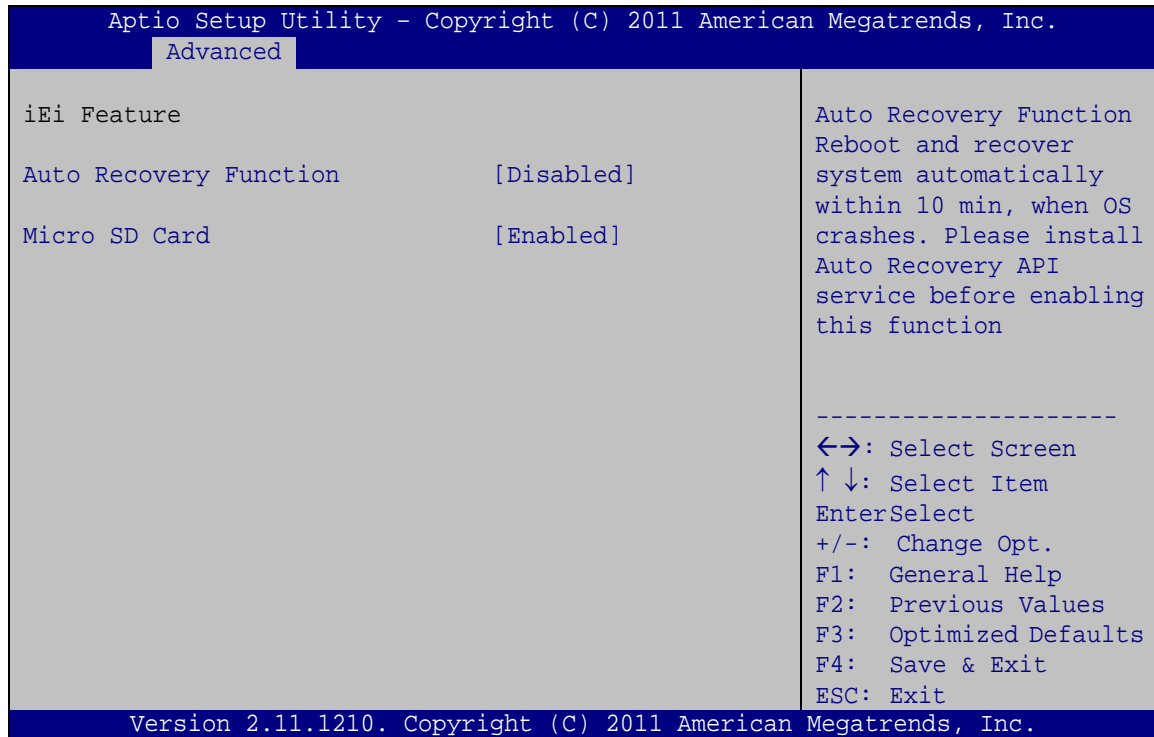 Aptio Setup Utility – Copyright (C) 2011 American Megatrends, Inc.
Advanced
iEi Feature
Auto Recovery Function [Disabled]
Micro SD Card [Enabled]
Auto Recovery Function
Reboot and recover
system automatically
within 10 min, when OS
crashes. Please install
Auto Recovery API
service before enabling
this function
---------------------
←→: Select Screen
↑ ↓: Select Item
EnterSelect
+/-: Change Opt.
F1: General Help
F2: Previous Values
F3: Optimized Defaults
F4: Save & Exit
ESC: Exit
Version 2.11.1210. Copyright (C) 2011 American Megatrends, Inc.